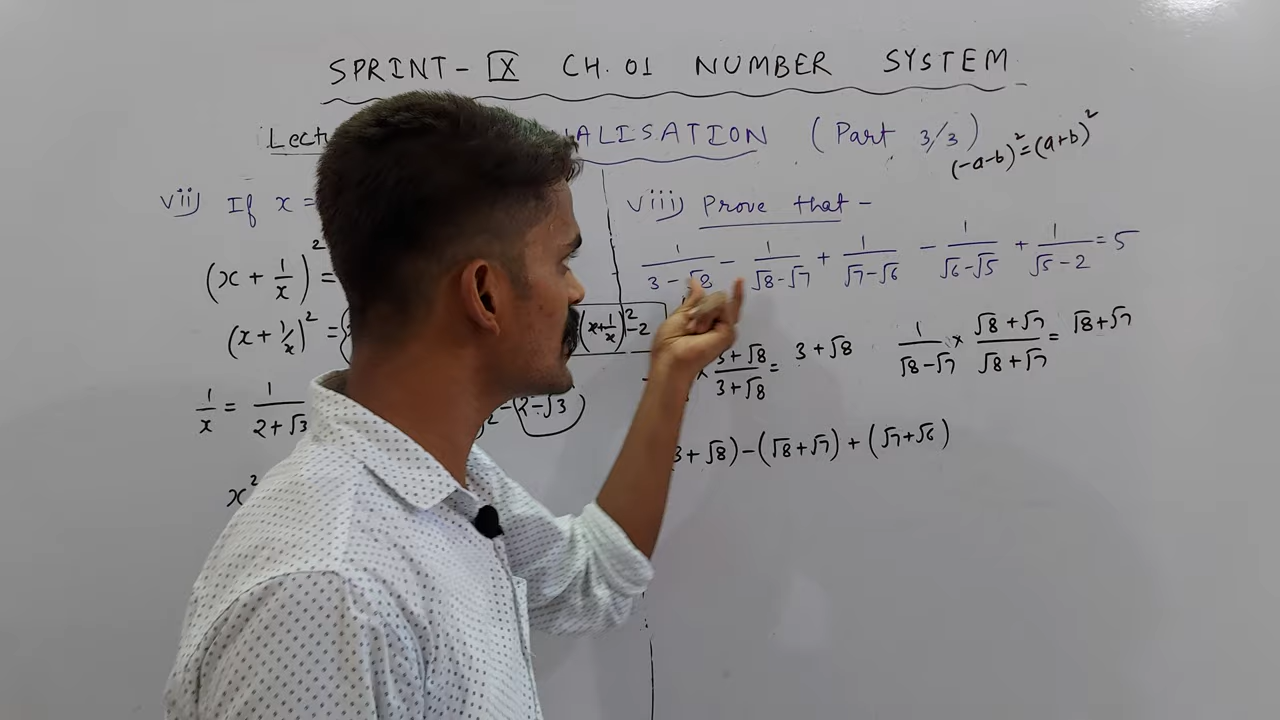 SPRINT - IX CH. 01 NUMBER SYSTEM
Lect ALISATION (Part 3/3)
(-a-b)² = (a+b)²
vii) If x =
(x + 1/x)² =
(x + 1/x)² = (x+1/x)² - 2
1/x = 1/(2+√3) - (2-√3)
x²
viii) Prove that -
1/(3-√8) - 1/(√8-√7) + 1/(√7-√6) - 1/(√6-√5) + 1/(√5-2) = 5
× (3+√8)/(3+√8) = 3+√8 1/(√8-√7) × (√8+√7)/(√8+√7) = √8+√7
3+√8) - (√8+√7) + (√7+√6)